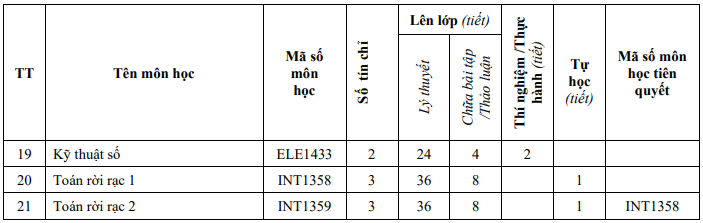 TT Tên môn học Mã số môn học Số tín chỉ Lên lớp (tiết) Lý thuyết Chữa bài tập /Thảo luận Thí nghiệm /Thực hành (tiết) Tự học (tiết) Mã số môn học tiên quyết
19 Kỹ thuật số ELE1433 2 24 4 2
20 Toán rời rạc 1 INT1358 3 36 8 1
21 Toán rời rạc 2 INT1359 3 36 8 1 INT1358